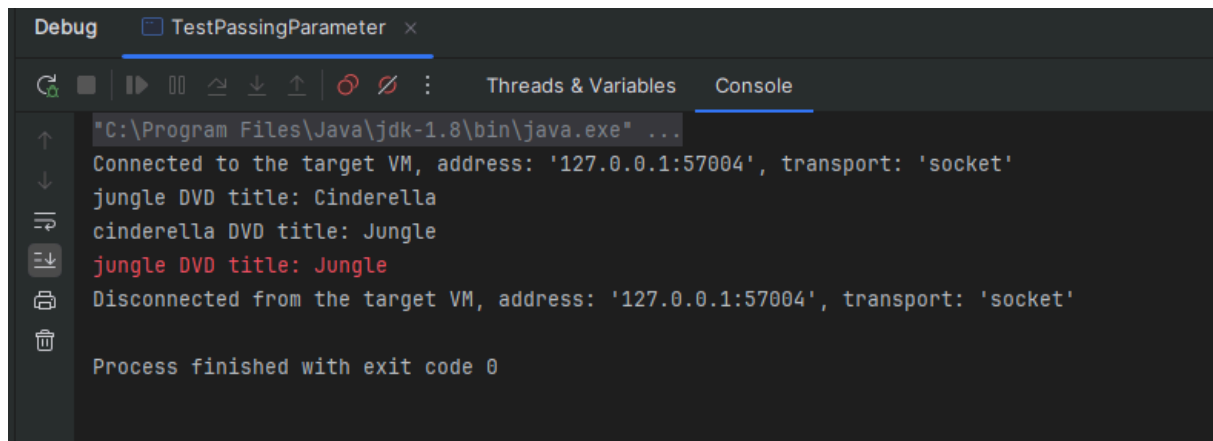 Debug TestPassingParameter
Threads & Variables Console
"C:\Program Files\Java\jdk-1.8\bin\java.exe" ...
Connected to the target VM, address: '127.0.0.1:57004', transport: 'socket'
jungle DVD title: Cinderella
cinderella DVD title: Jungle
jungle DVD title: Jungle
Disconnected from the target VM, address: '127.0.0.1:57004', transport: 'socket'
Process finished with exit code 0